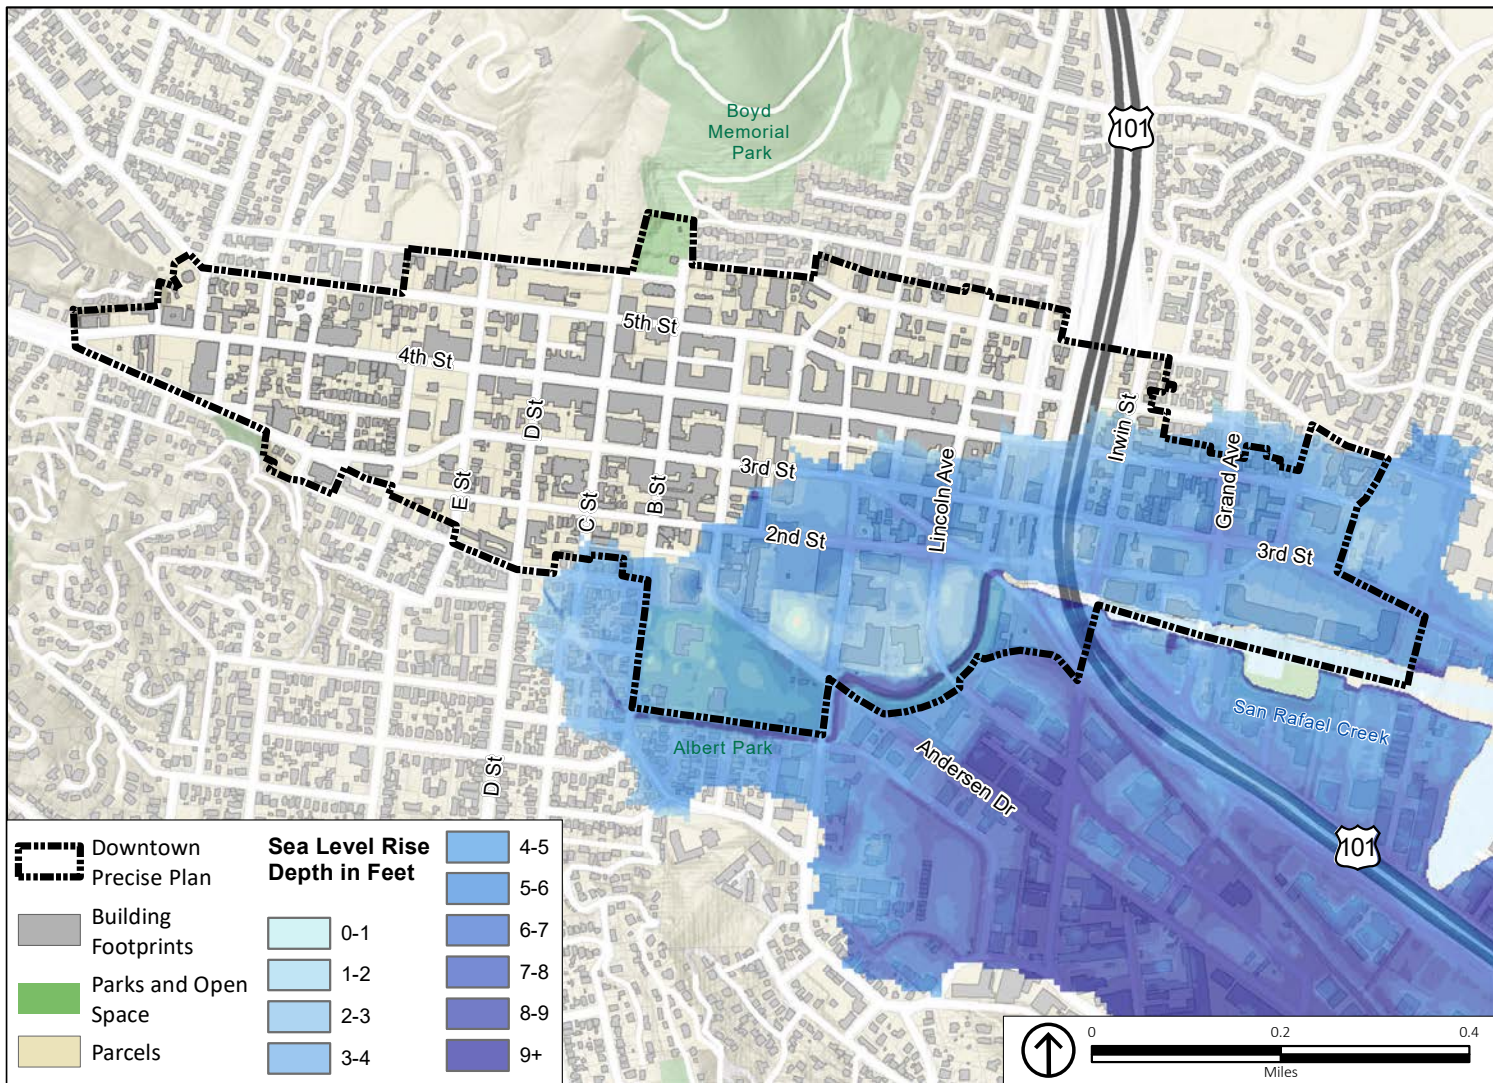 Boyd
Memorial
Park
101
5th St
4th St
D St
3rd St
E St
C St
B St
2nd St
Lincoln Ave
Irwin St
Grand Ave
3rd St
Albert Park
San Rafael Creek
Andersen Dr
D St
101
Downtown
Precise Plan
Building
Footprints
Parks and Open
Space
Parcels
Sea Level Rise
Depth in Feet
0-1
1-2
2-3
3-4
4-5
5-6
6-7
7-8
8-9
9+
0 0.2 0.4
Miles